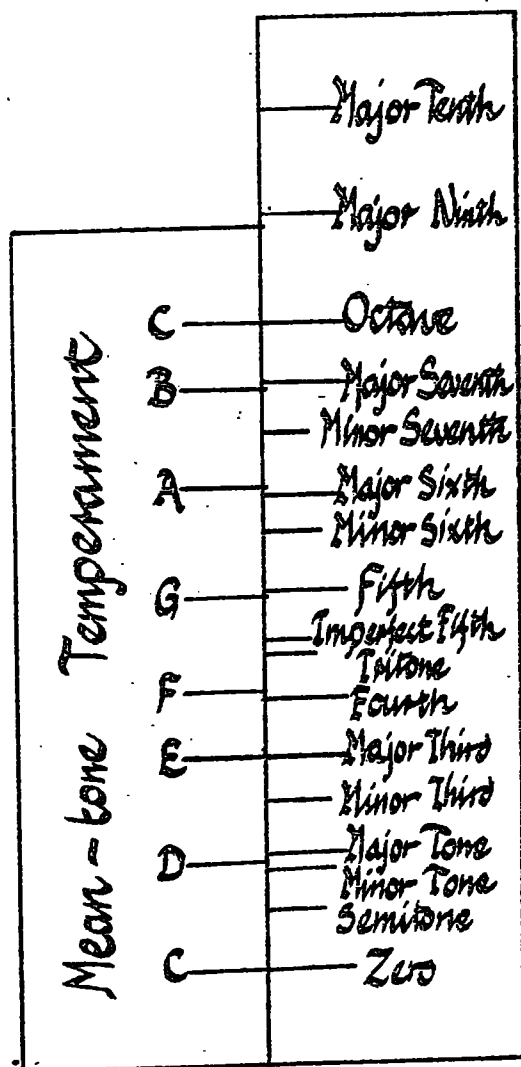 Major Tenth
Major Ninth
C Octave
B Major Seventh
Minor Seventh
A Major Sixth
Minor Sixth
G Fifth
Imperfect Fifth
Tritone
F Fourth
E Major Third
Minor Third
D Major Tone
Minor Tone
Semitone
C Zero
Mean-tone Temperament